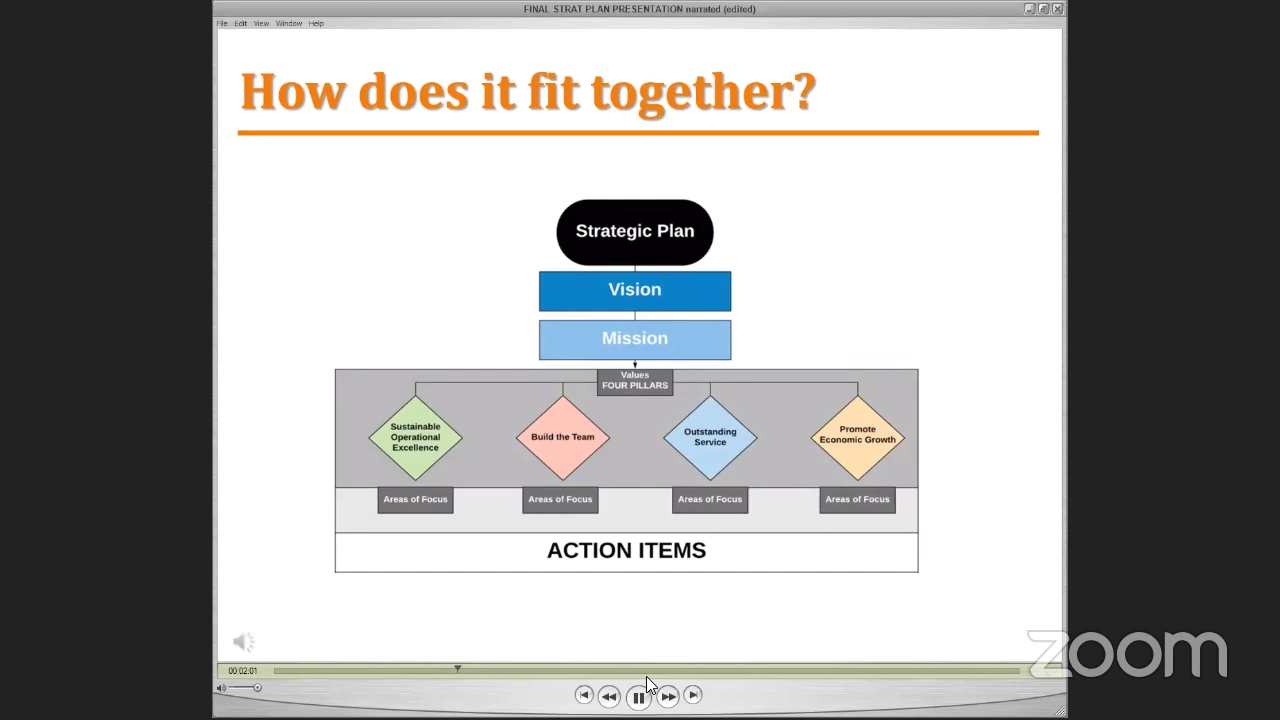 FINAL STRAT PLAN PRESENTATION narrated (edited)
File Edit View Window Help
How does it fit together?
Strategic Plan
Vision
Mission
Values
FOUR PILLARS
Sustainable
Operational
Excellence
Build the Team
Outstanding
Service
Promote
Economic Growth
Areas of Focus
Areas of Focus
Areas of Focus
Areas of Focus
ACTION ITEMS
00:02:01
zoom